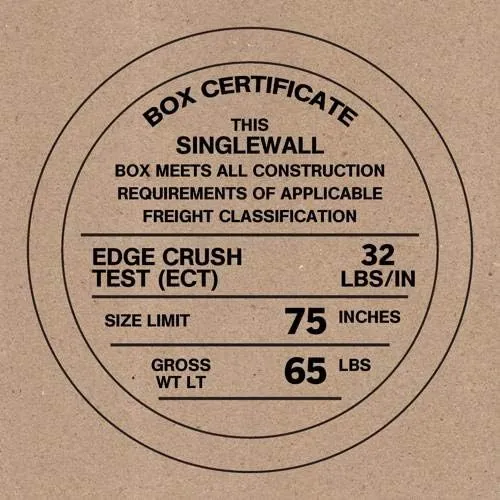 BOX CERTIFICATE
THIS
SINGLEWALL
BOX MEETS ALL CONSTRUCTION
REQUIREMENTS OF APPLICABLE
FREIGHT CLASSIFICATION
EDGE CRUSH
TEST (ECT)
32
LBS/IN
SIZE LIMIT 75 INCHES
GROSS
WT LT
65 LBS